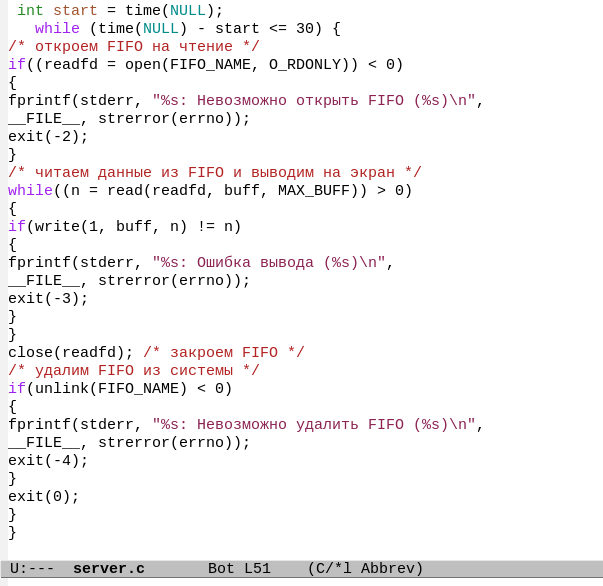 int start = time(NULL);
while (time(NULL) - start <= 30) {
/* откроем FIFO на чтение */
if((readfd = open(FIFO_NAME, O_RDONLY)) < 0)
{
fprintf(stderr, "%s: Невозможно открыть FIFO (%s)\n",
__FILE__, strerror(errno));
exit(-2);
}
/* читаем данные из FIFO и выводим на экран */
while((n = read(readfd, buff, MAX_BUFF)) > 0)
{
if(write(1, buff, n) != n)
{
fprintf(stderr, "%s: Ошибка вывода (%s)\n",
__FILE__, strerror(errno));
exit(-3);
}
}
close(readfd); /* закроем FIFO */
/* удалим FIFO из системы */
if(unlink(FIFO_NAME) < 0)
{
fprintf(stderr, "%s: Невозможно удалить FIFO (%s)\n",
__FILE__, strerror(errno));
exit(-4);
}
exit(0);
}
}
U:--- server.c Bot L51 (C/*l Abbrev)